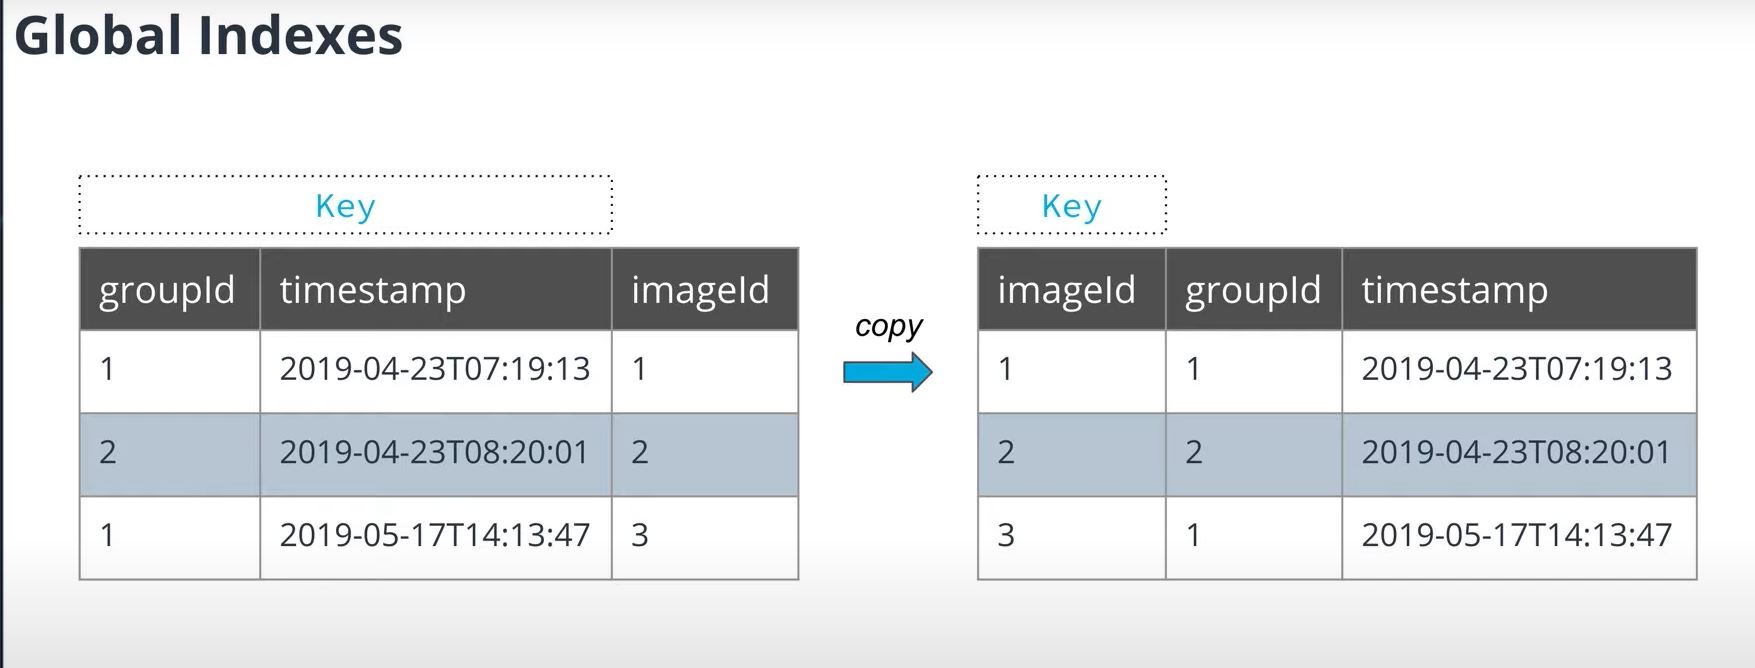 Global Indexes
Key
groupId timestamp imageId
1 2019-04-23T07:19:13 1
2 2019-04-23T08:20:01 2
1 2019-05-17T14:13:47 3
copy
Key
imageId groupId timestamp
1 1 2019-04-23T07:19:13
2 2 2019-04-23T08:20:01
3 1 2019-05-17T14:13:47